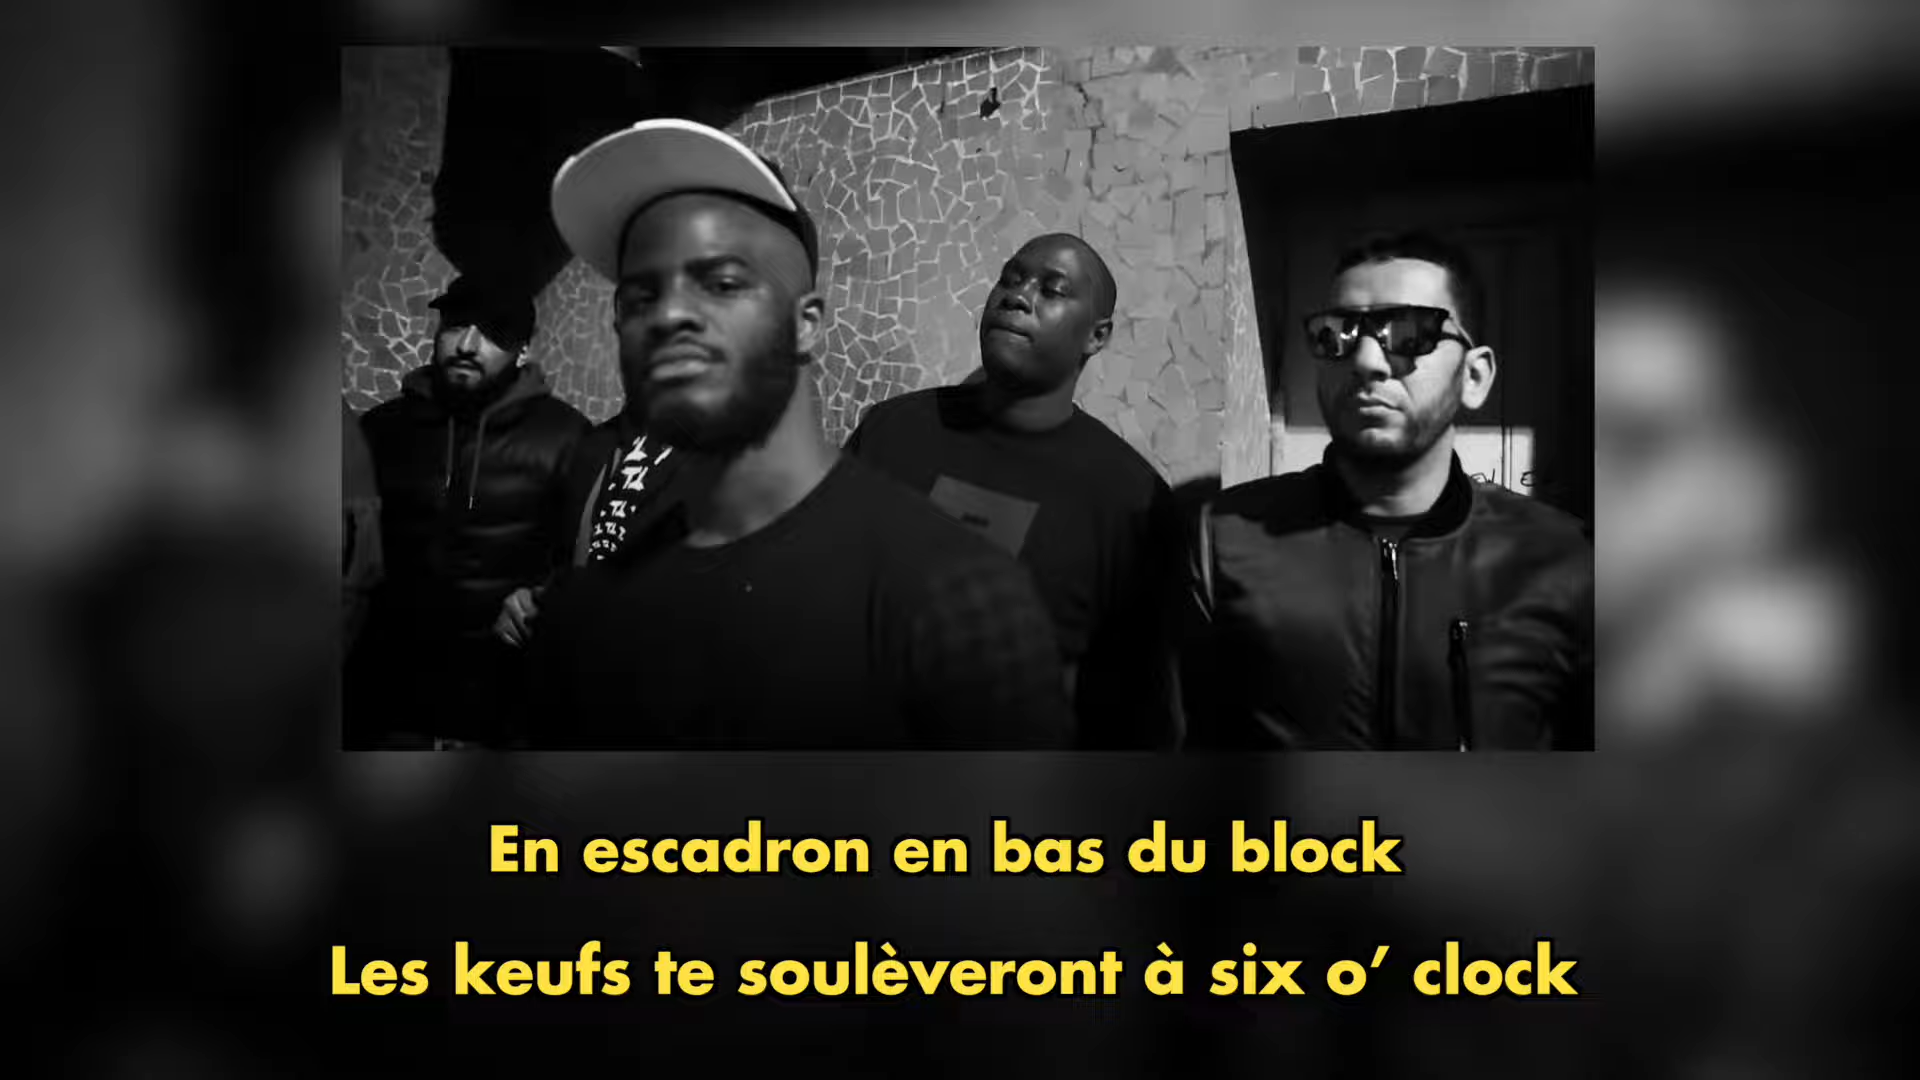 En escadron en bas du block
Les keufs te soulèveront à six o’ clock